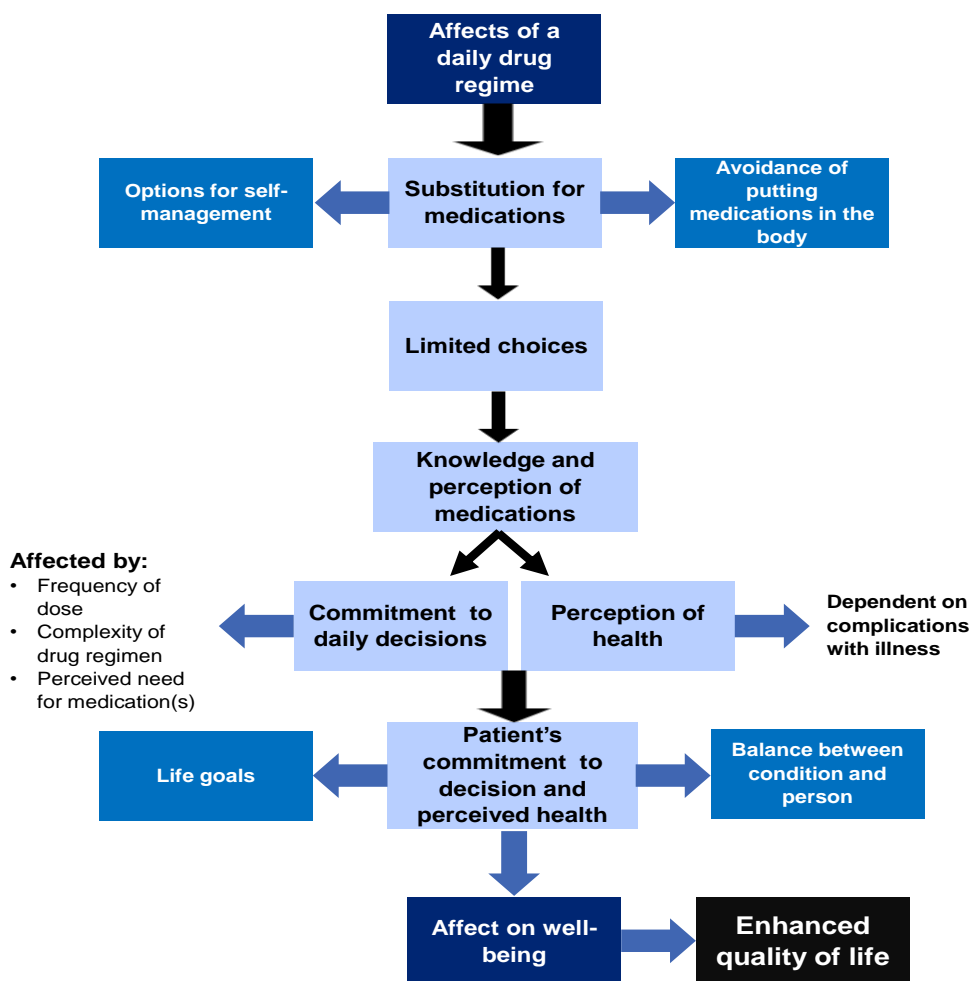 Affects of a
daily drug
regime
Options for self-
management
Substitution for
medications
Avoidance of
putting
medications in the
body
Limited choices
Knowledge and
perception of
medications
Affected by:
• Frequency of
dose
• Complexity of
drug regimen
• Perceived need
for medication(s)
Commitment to
daily decisions
Perception of
health
Dependent on
complications
with illness
Life goals
Patient's
commitment to
decision and
perceived health
Balance between
condition and
person
Affect on well-
being
Enhanced
quality of life